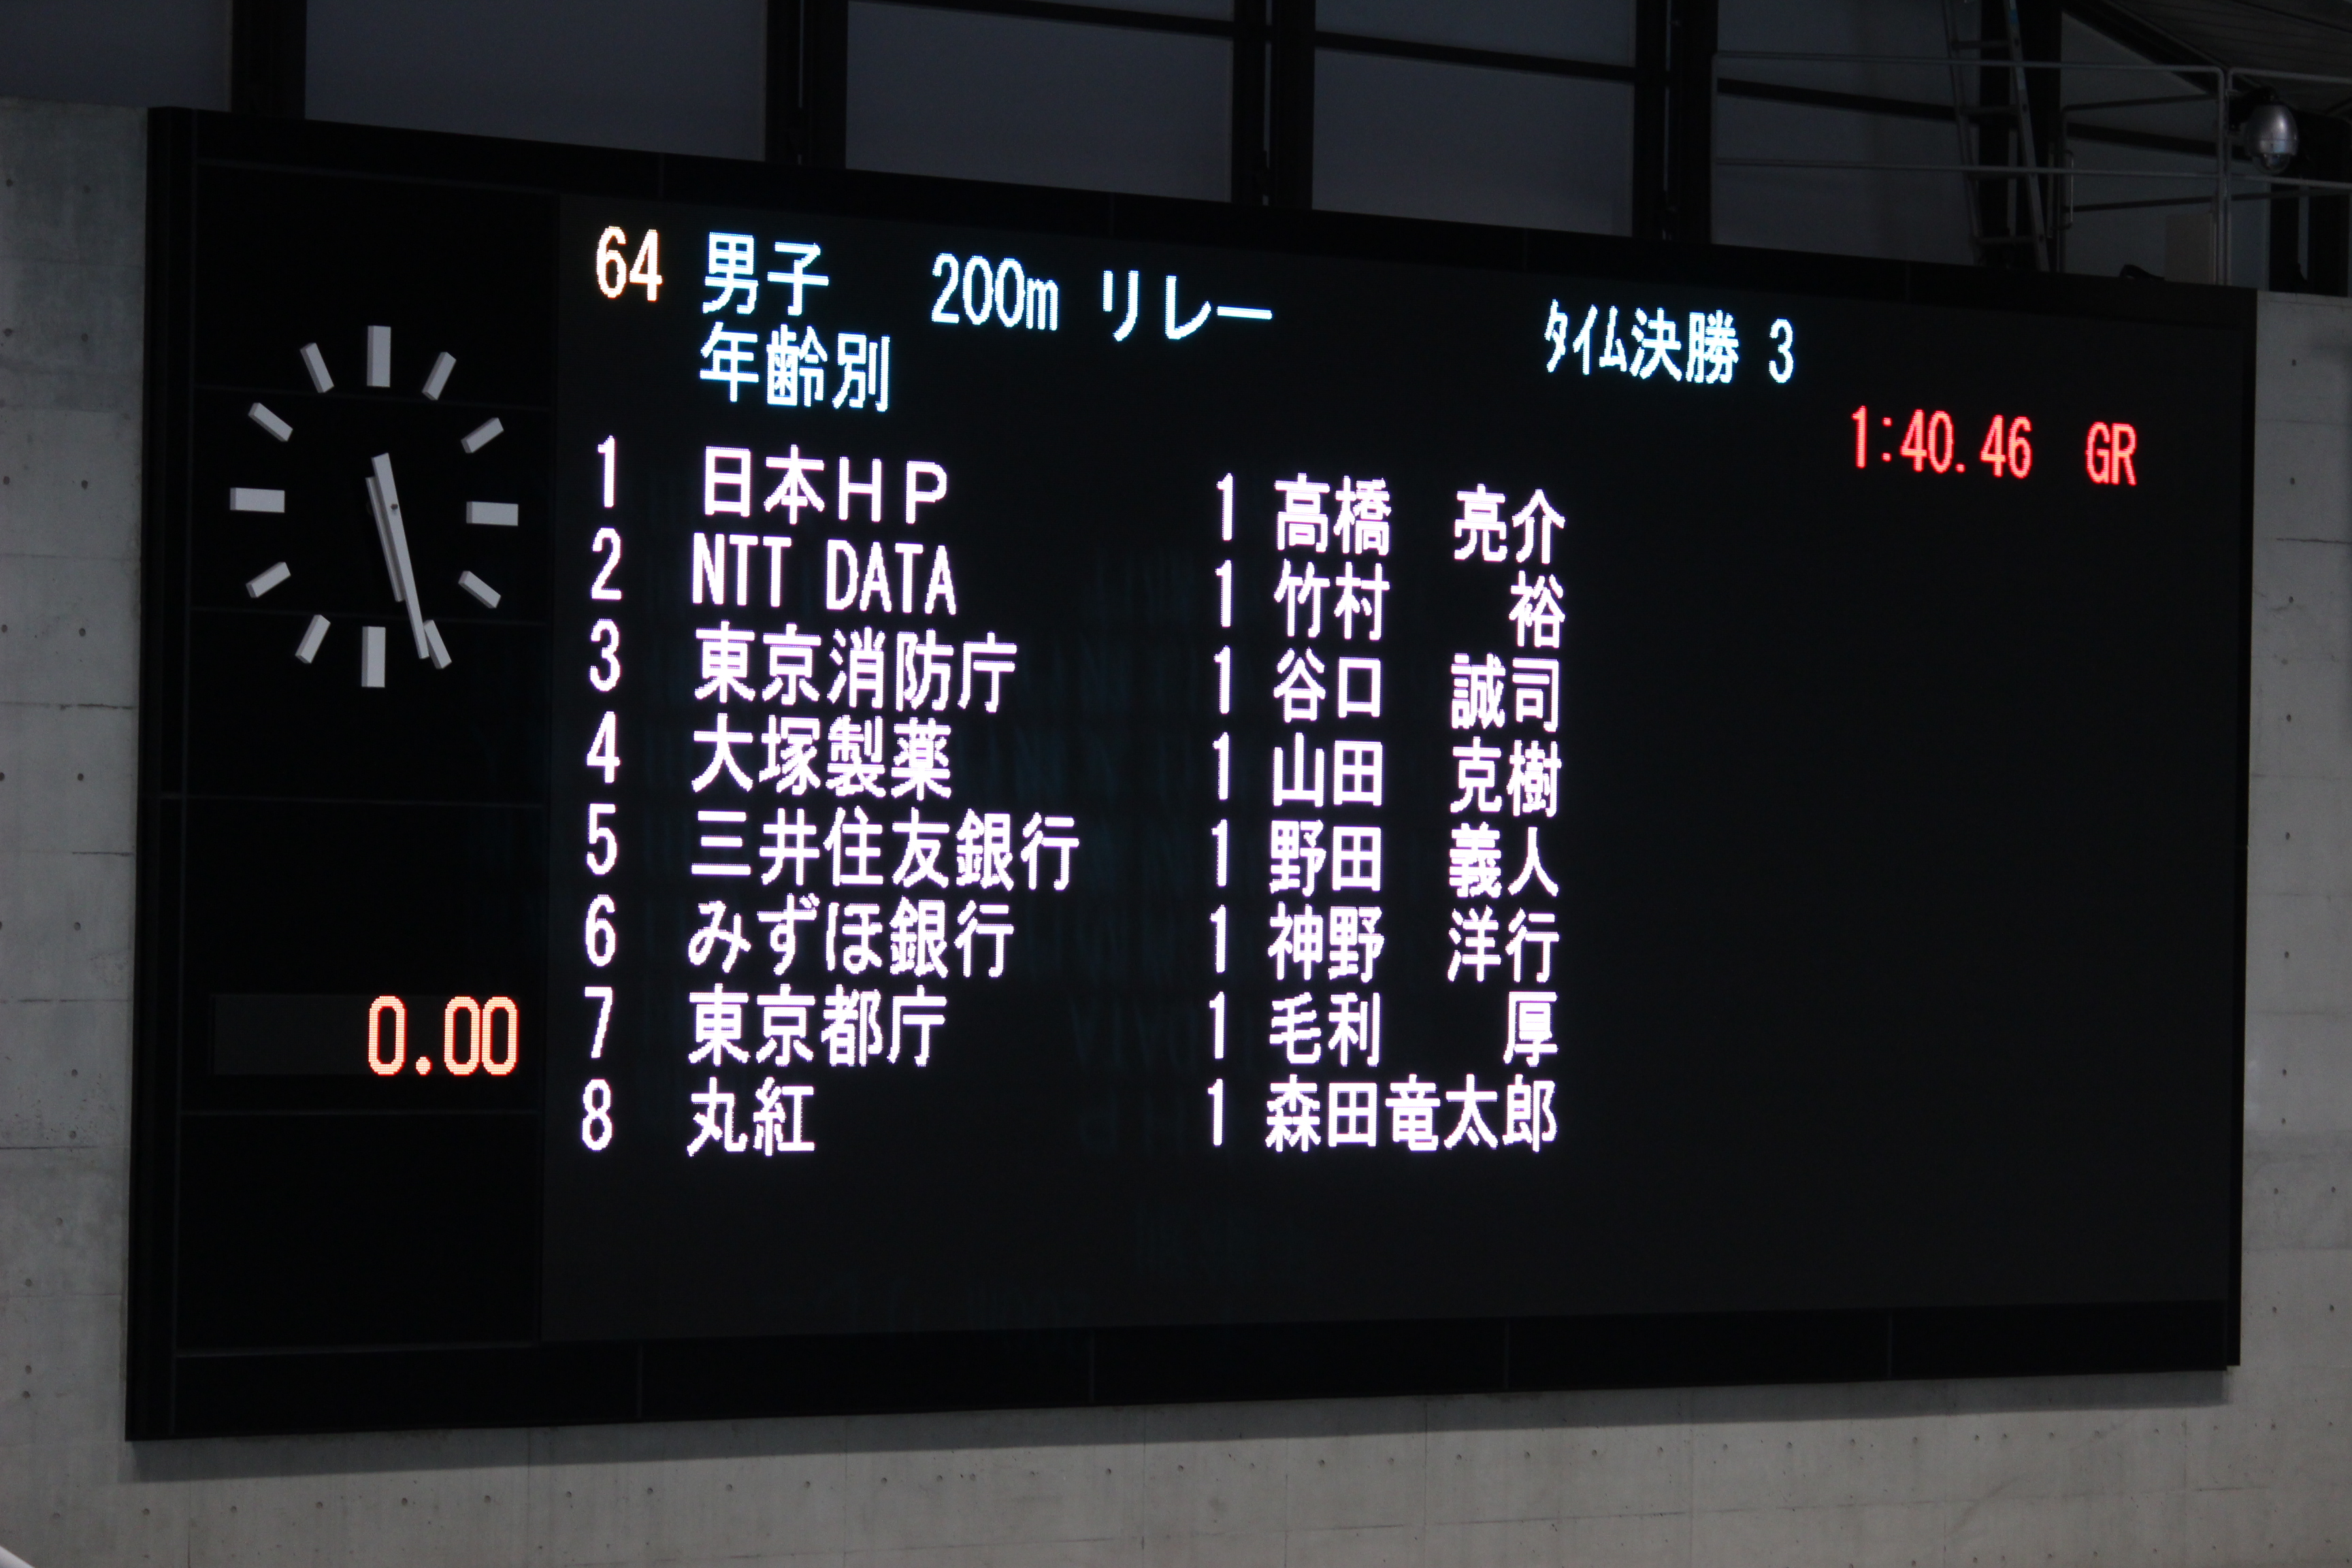 64 男子 200m リレー ﾀｲﾑ決勝 3
年齢別 1:40.46 GR
1 日本ＨＰ 1 高橋 亮介
2 NTT DATA 1 竹村 裕
3 東京消防庁 1 谷口 誠司
4 大塚製薬 1 山田 克樹
5 三井住友銀行 1 野田 義人
6 みずほ銀行 1 神野 洋行
7 東京都庁 1 毛利 厚
8 丸紅 1 森田竜太郎
0.00